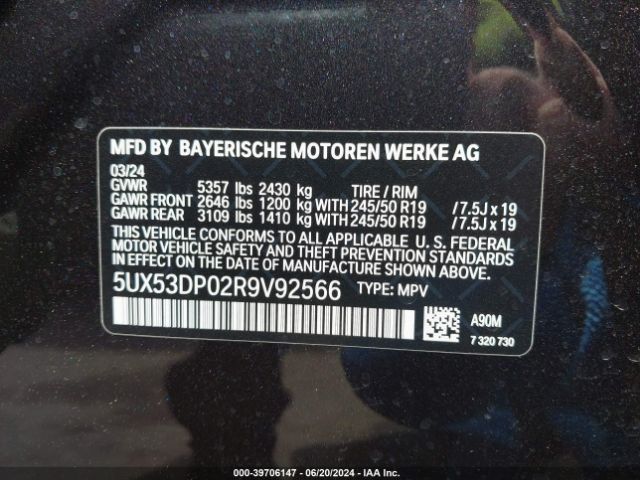 MFD BY BAYERISCHE MOTOREN WERKE AG
03/24
GVWR 5357 lbs 2430 kg TIRE / RIM
GAWR FRONT 2646 lbs 1200 kg WITH 245/50 R19 / 7.5J x 19
GAWR REAR 3109 lbs 1410 kg WITH 245/50 R19 / 7.5J x 19
THIS VEHICLE CONFORMS TO ALL APPLICABLE U. S. FEDERAL
MOTOR VEHICLE SAFETY AND THEFT PREVENTION STANDARDS
IN EFFECT ON THE DATE OF MANUFACTURE SHOWN ABOVE.
5UX53DP02R9V92566 TYPE: MPV
A90M
7 320 730
000-39706147 - 06/20/2024 - IAA Inc.